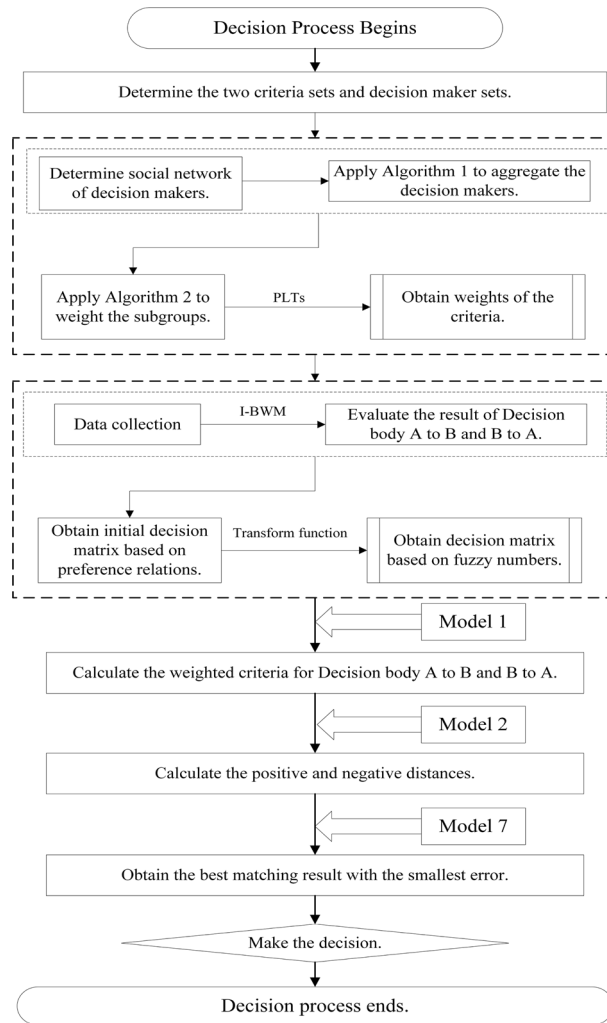 Decision Process Begins
Determine the two criteria sets and decision maker sets.
Determine social network
of decision makers.
Apply Algorithm 1 to aggregate the
decision makers.
Apply Algorithm 2 to
weight the subgroups.
PLTs
Obtain weights of the
criteria.
Data collection
I-BWM
Evaluate the result of Decision
body A to B and B to A.
Obtain initial decision
matrix based on
preference relations.
Transform function
Obtain decision matrix
based on fuzzy numbers.
Model 1
Calculate the weighted criteria for Decision body A to B and B to A.
Model 2
Calculate the positive and negative distances.
Model 7
Obtain the best matching result with the smallest error.
Make the decision.
Decision process ends.